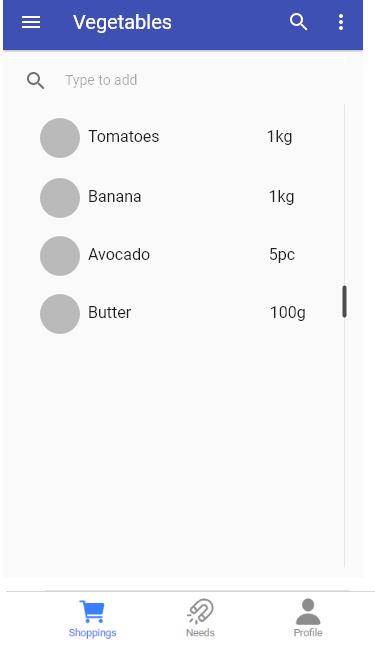 Vegetables
Type to add
Tomatoes 1kg
Banana 1kg
Avocado 5pc
Butter 100g
Shoppings Needs Profile